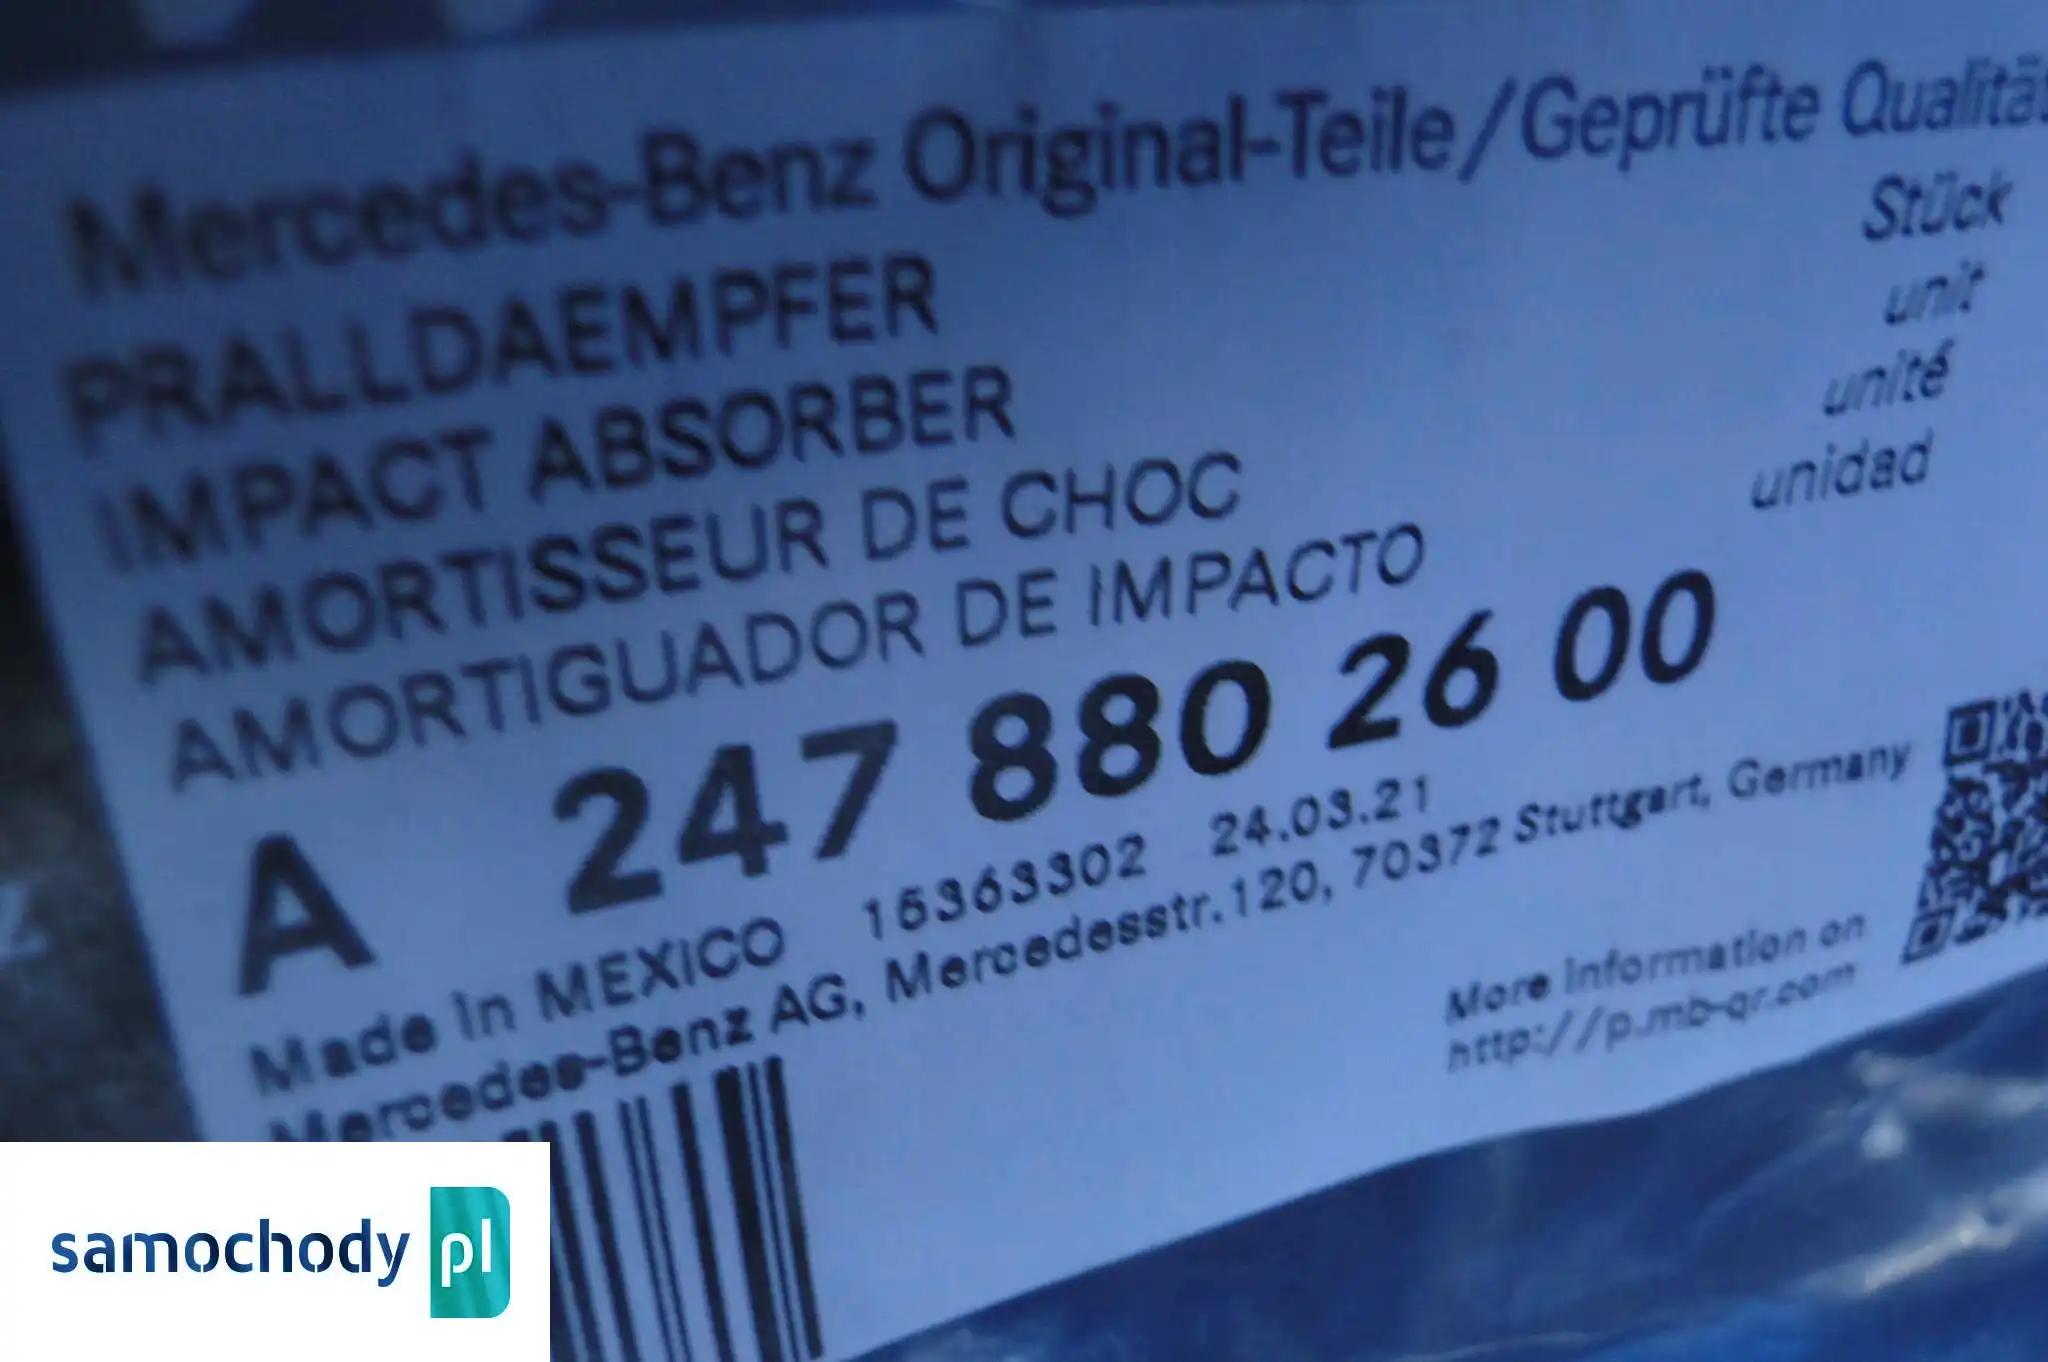 Mercedes-Benz Original-Teile/Geprüfte Qualität
PRALLDAEMPFER
IMPACT ABSORBER
AMORTISSEUR DE CHOC
AMORTIGUADOR DE IMPACTO
Stück
unit
unité
unidad
A 247 880 26 00
Made in MEXICO 15363302 24.03.21
Mercedes-Benz AG, Mercedesstr.120, 70372 Stuttgart, Germany
More information on
http://p.mb-qr.com
samochody pl